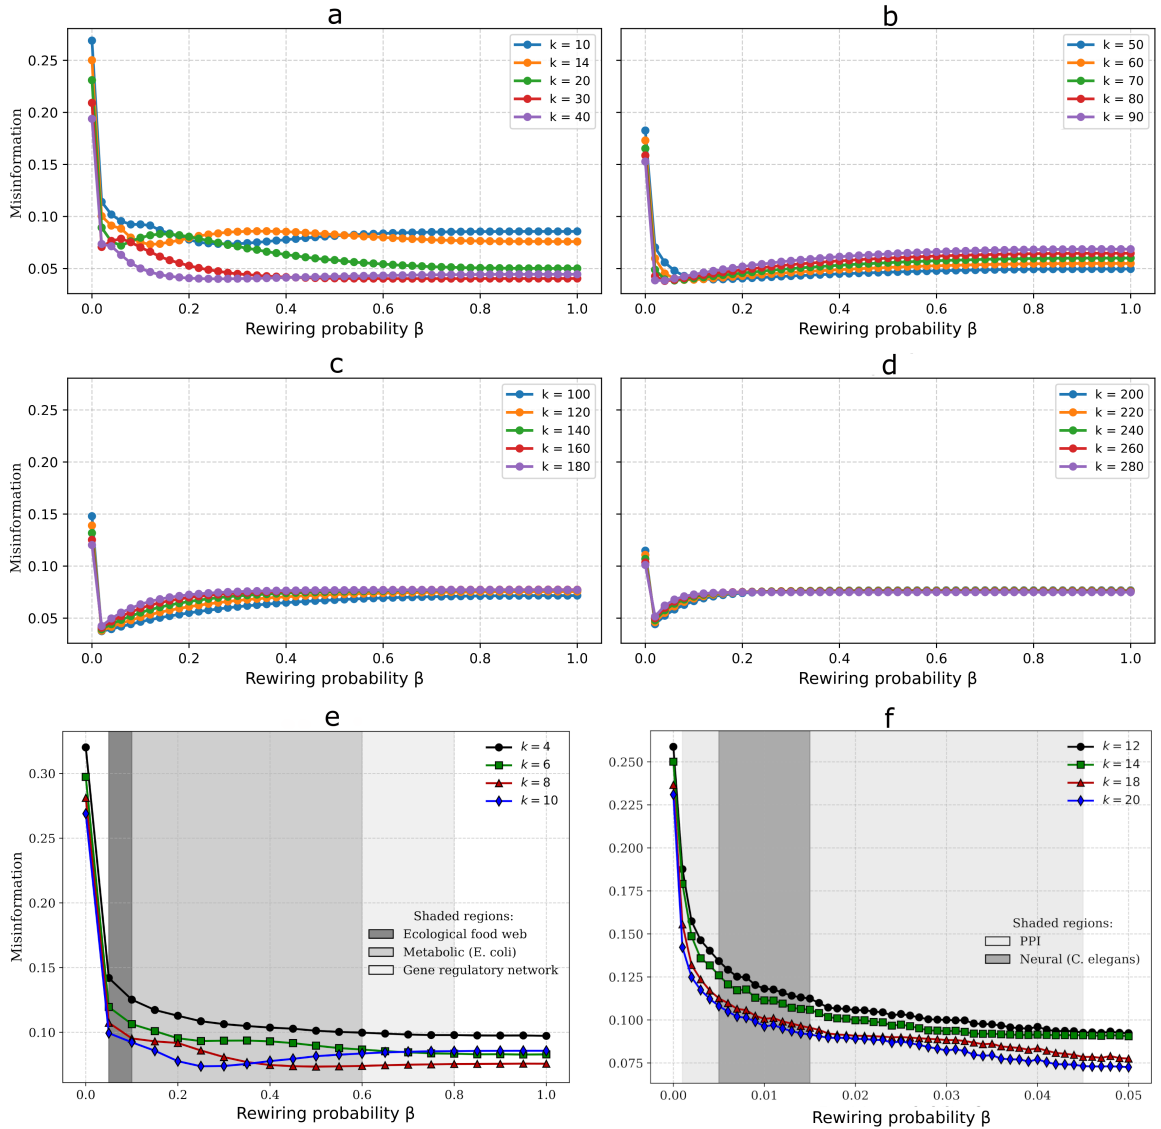 a
Misinformation
0.25
0.20
0.15
0.10
0.05
0.0 0.2 0.4 0.6 0.8 1.0
Rewiring probability β
k = 10
k = 14
k = 20
k = 30
k = 40
b
0.0 0.2 0.4 0.6 0.8 1.0
Rewiring probability β
k = 50
k = 60
k = 70
k = 80
k = 90
c
Misinformation
0.25
0.20
0.15
0.10
0.05
0.0 0.2 0.4 0.6 0.8 1.0
Rewiring probability β
k = 100
k = 120
k = 140
k = 160
k = 180
d
0.0 0.2 0.4 0.6 0.8 1.0
Rewiring probability β
k = 200
k = 220
k = 240
k = 260
k = 280
e
Misinformation
0.30
0.25
0.20
0.15
0.10
0.0 0.2 0.4 0.6 0.8 1.0
Rewiring probability β
k = 4
k = 6
k = 8
k = 10
Shaded regions:
Ecological food web
Metabolic (E. coli)
Gene regulatory network
f
0.250
0.225
0.200
0.175
0.150
0.125
0.100
0.075
0.00 0.01 0.02 0.03 0.04 0.05
Rewiring probability β
k = 12
k = 14
k = 18
k = 20
Shaded regions:
PPI
Neural (C. elegans)